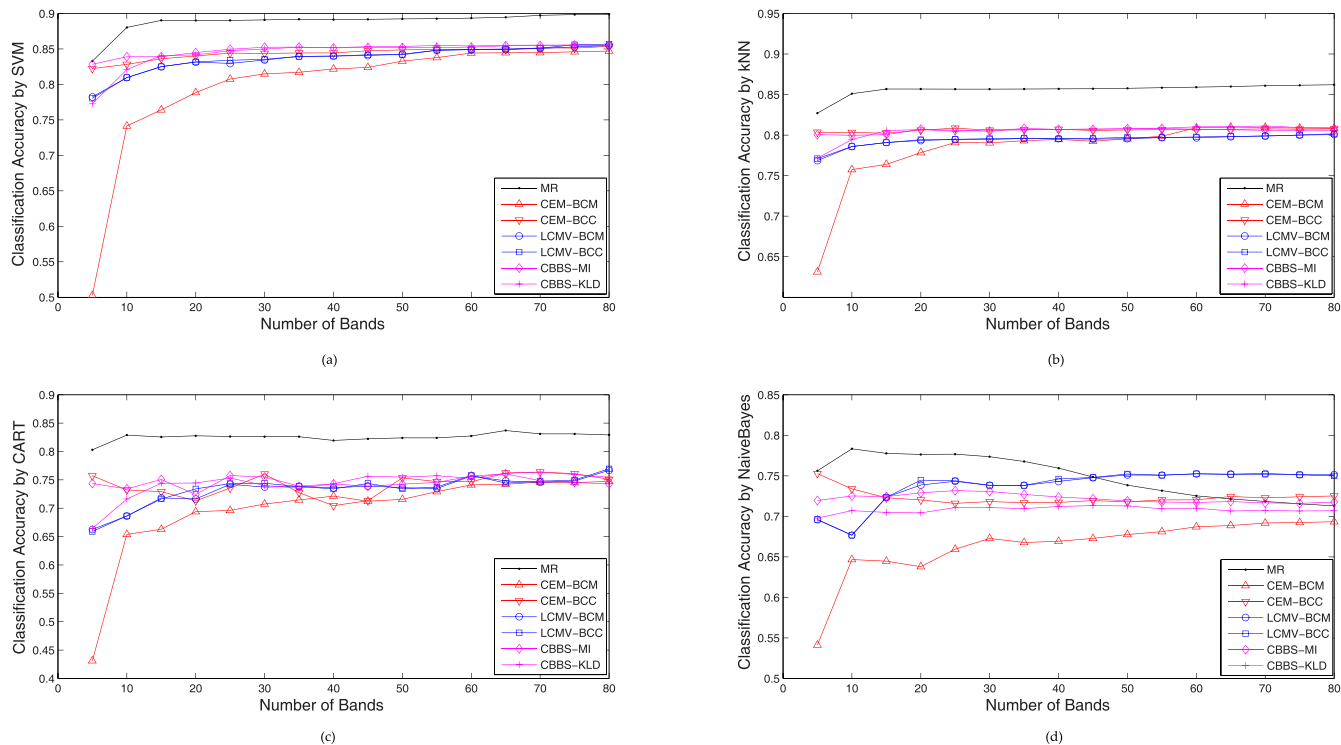 0.9
0.85
0.8
0.75
0.7
0.65
0.6
0.55
0.5
Classification Accuracy by SVM
0 10 20 30 40 50 60 70 80
Number of Bands
MR
CEM-BCM
CEM-BCC
LCMV-BCM
LCMV-BCC
CBBS-MI
CBBS-KLD
(a)
0.95
0.9
0.85
0.8
0.75
0.7
0.65
Classification Accuracy by kNN
0 10 20 30 40 50 60 70 80
Number of Bands
MR
CEM-BCM
CEM-BCC
LCMV-BCM
LCMV-BCC
CBBS-MI
CBBS-KLD
(b)
0.9
0.85
0.8
0.75
0.7
0.65
0.6
0.55
0.5
0.45
0.4
Classification Accuracy by CART
0 10 20 30 40 50 60 70 80
Number of Bands
MR
CEM-BCM
CEM-BCC
LCMV-BCM
LCMV-BCC
CBBS-MI
CBBS-KLD
(c)
0.85
0.8
0.75
0.7
0.65
0.6
0.55
0.5
Classification Accuracy by NaiveBayes
0 10 20 30 40 50 60 70 80
Number of Bands
MR
CEM-BCM
CEM-BCC
LCMV-BCM
LCMV-BCC
CBBS-MI
CBBS-KLD
(d)